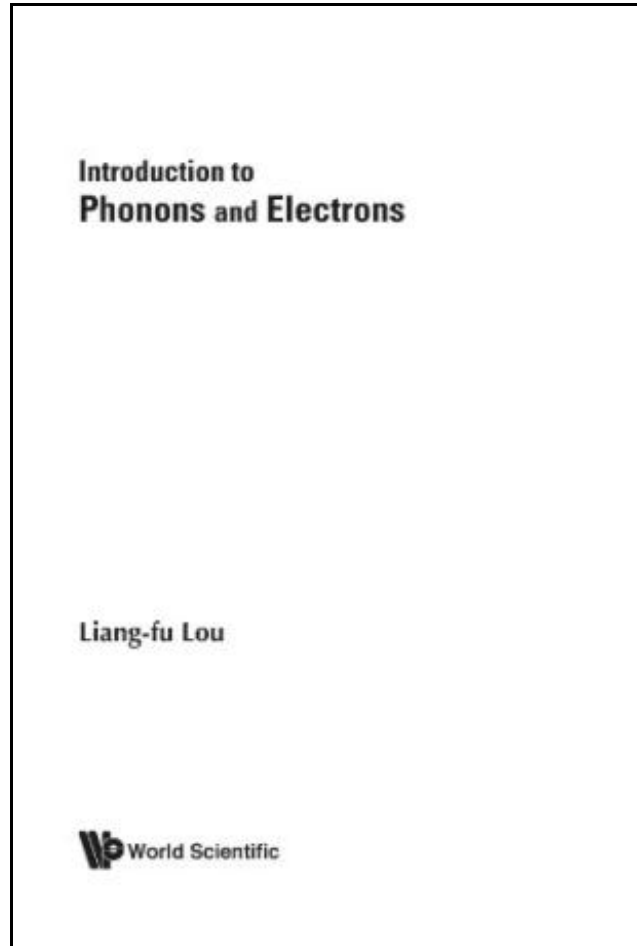 Introduction to
Phonons and Electrons
Liang-fu Lou
World Scientific